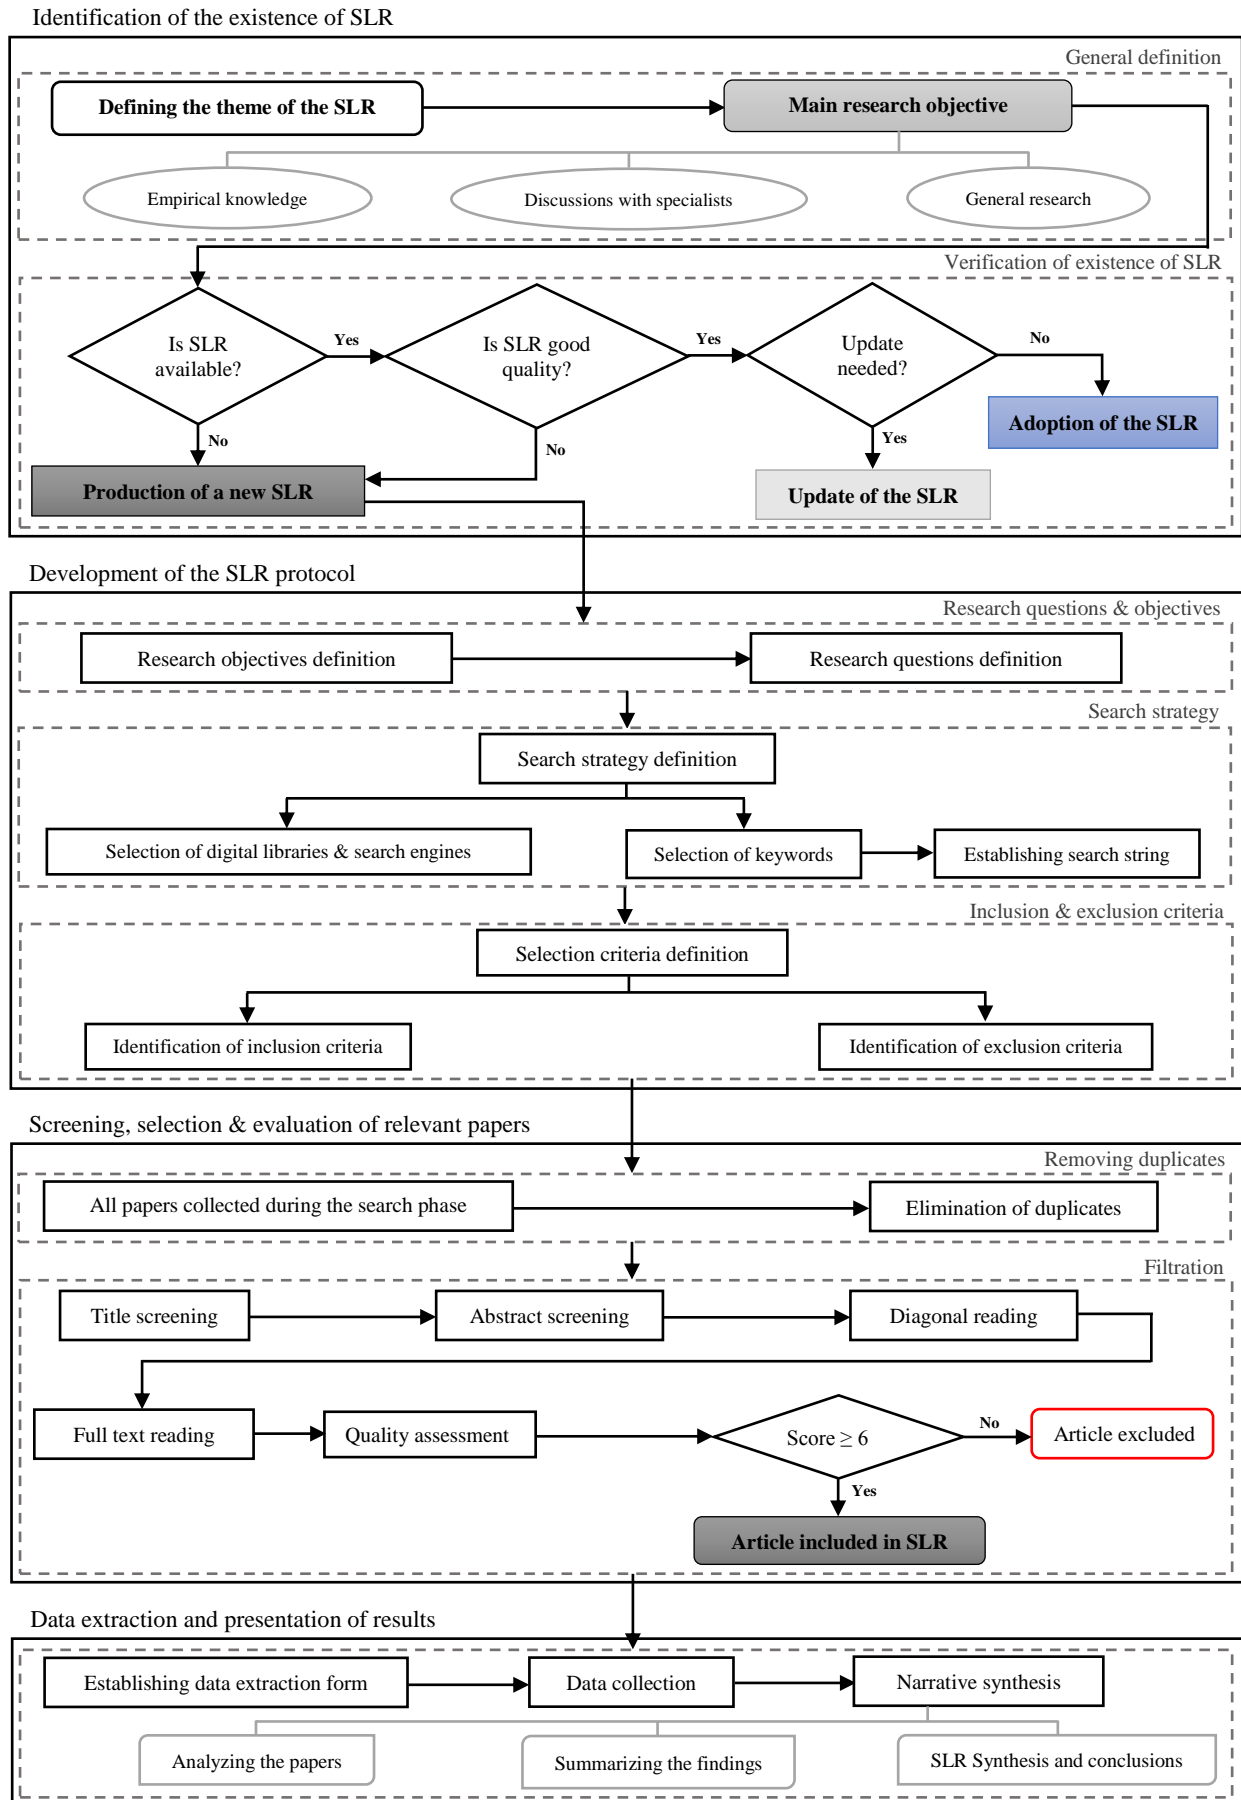 Identification of the existence of SLR
General definition
Defining the theme of the SLR
Main research objective
Empirical knowledge
Discussions with specialists
General research
Verification of existence of SLR
Is SLR
available?
Yes
Is SLR good
quality?
Yes
Update
needed?
No
Adoption of the SLR
No
No
Yes
Production of a new SLR
Update of the SLR
Development of the SLR protocol
Research questions & objectives
Research objectives definition
Research questions definition
Search strategy
Search strategy definition
Selection of digital libraries & search engines
Selection of keywords
Establishing search string
Inclusion & exclusion criteria
Selection criteria definition
Identification of inclusion criteria
Identification of exclusion criteria
Screening, selection & evaluation of relevant papers
Removing duplicates
All papers collected during the search phase
Elimination of duplicates
Filtration
Title screening
Abstract screening
Diagonal reading
Full text reading
Quality assessment
Score ≥ 6
No
Article excluded
Yes
Article included in SLR
Data extraction and presentation of results
Establishing data extraction form
Data collection
Narrative synthesis
Analyzing the papers
Summarizing the findings
SLR Synthesis and conclusions